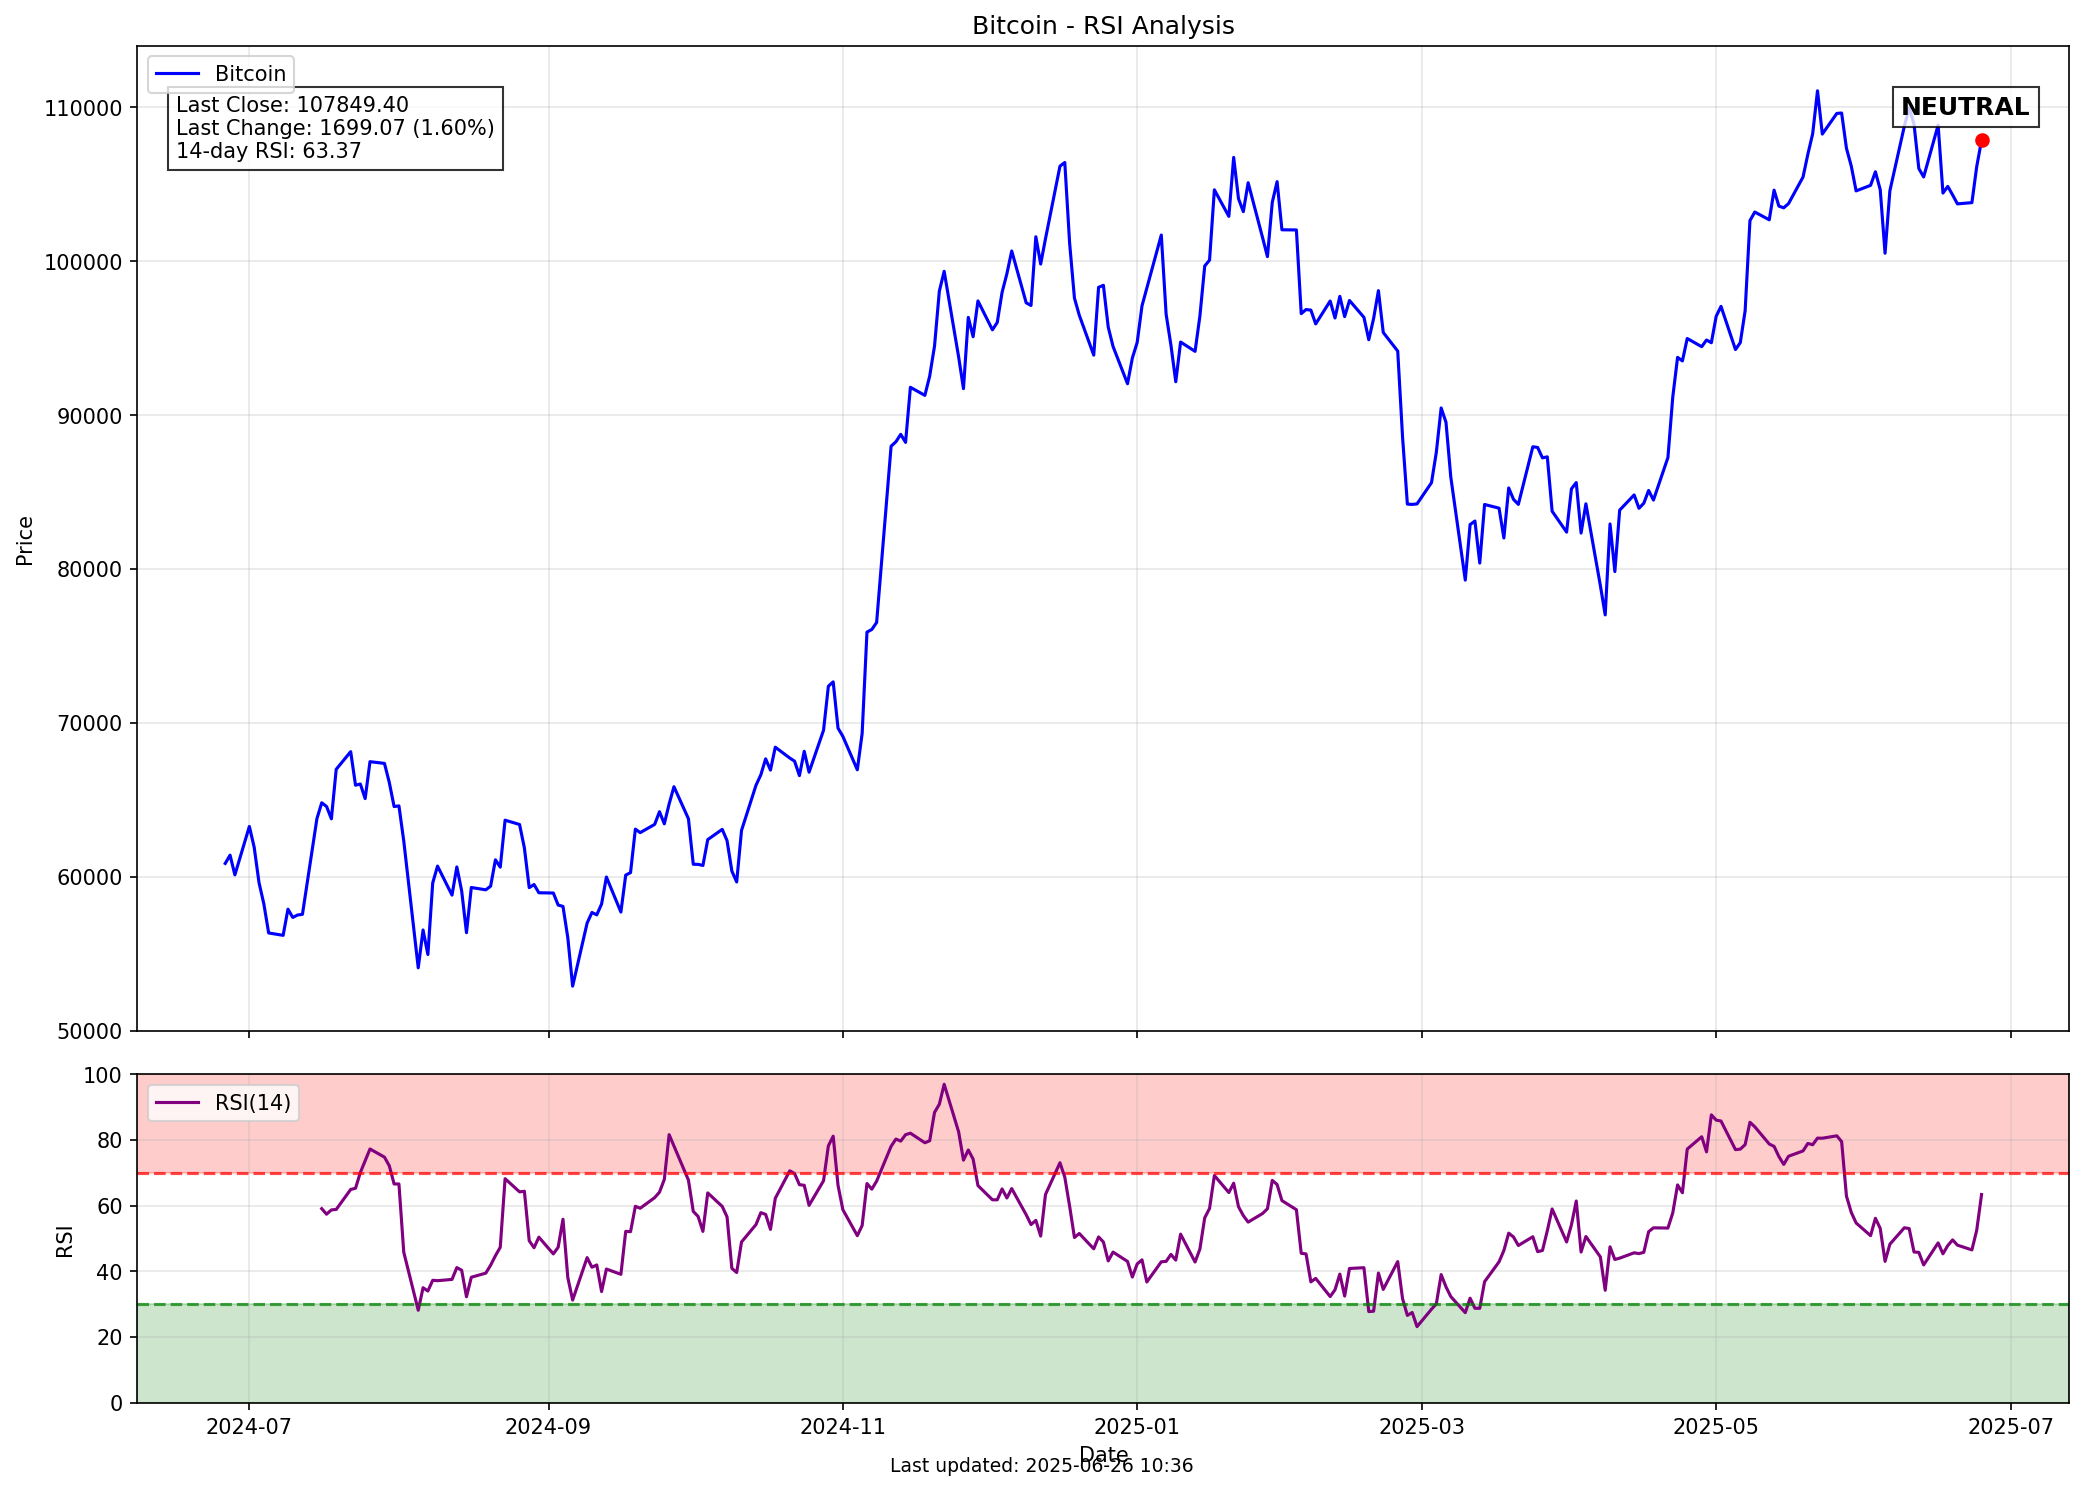 Bitcoin - RSI Analysis
Bitcoin
Last Close: 107849.40
Last Change: 1699.07 (1.60%)
14-day RSI: 63.37
NEUTRAL
Price
110000
100000
90000
80000
70000
60000
50000
RSI(14)
RSI
100
80
60
40
20
0
2024-07
2024-09
2024-11
2025-01
2025-03
2025-05
2025-07
Date
Last updated: 2025-06-26 10:36